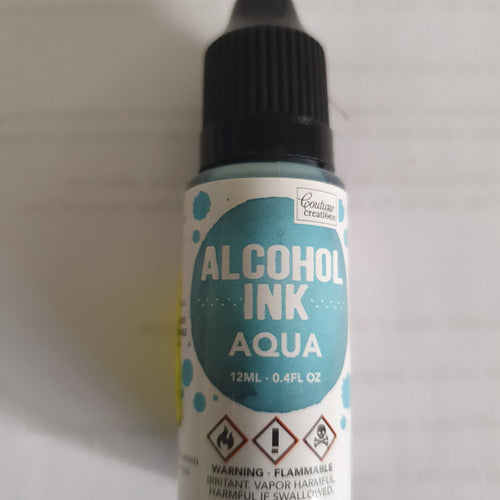 Couture
creations
ALCOHOL
INK
AQUA
12ML · 0.4FL OZ
WARNING · FLAMMABLE
IRRITANT. VAPOR HARMFUL.
HARMFUL IF SWALLOWED.